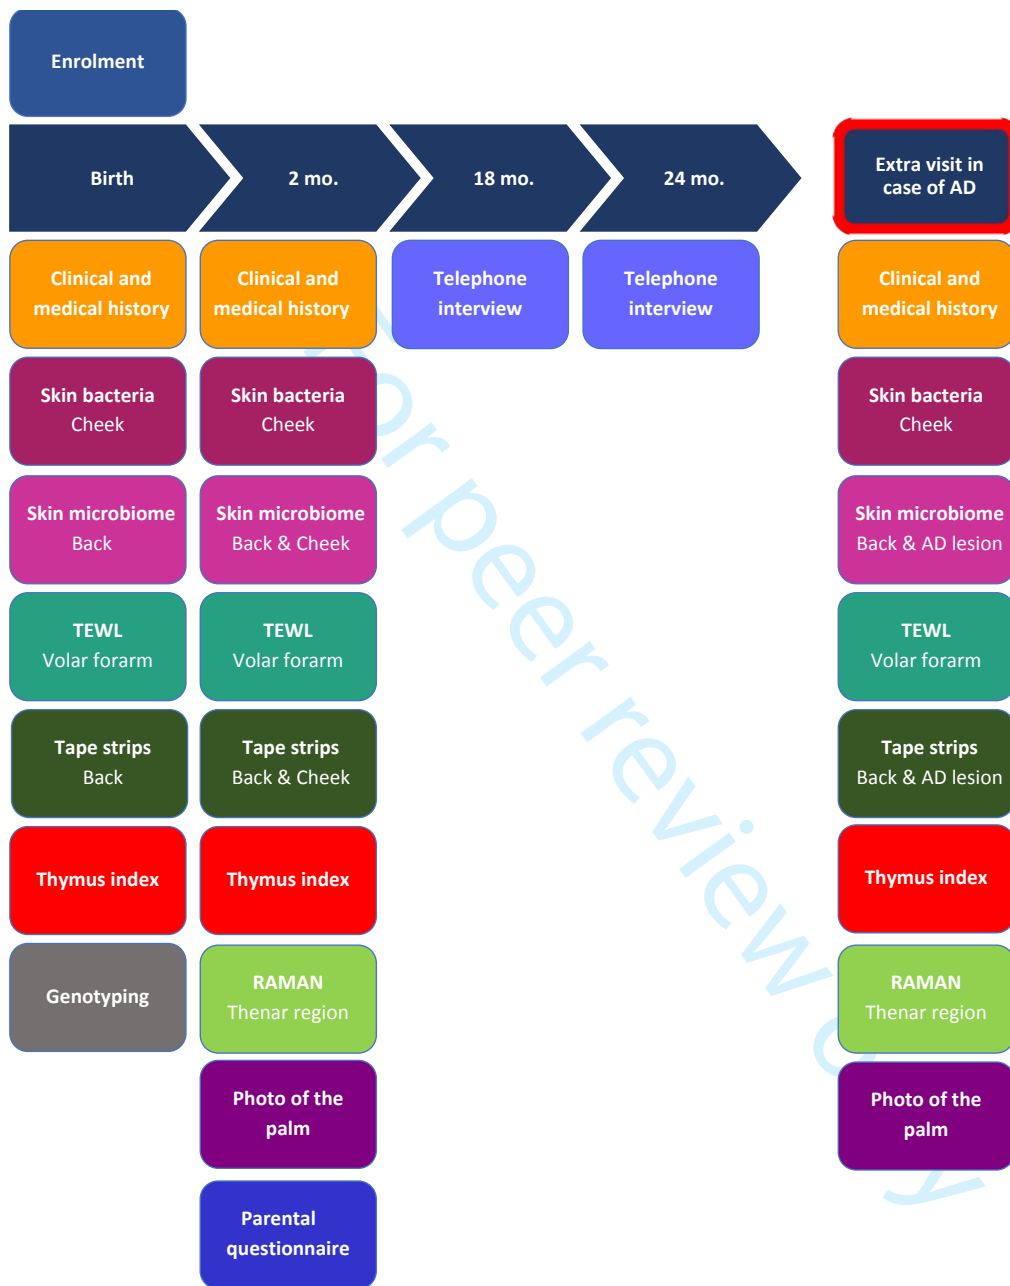 Enrolment
Birth
2 mo.
18 mo.
24 mo.
Extra visit in
case of AD
Clinical and
medical history
Clinical and
medical history
Telephone
interview
Telephone
interview
Clinical and
medical history
Skin bacteria
Cheek
Skin bacteria
Cheek
Skin bacteria
Cheek
Skin microbiome
Back
Skin microbiome
Back & Cheek
Skin microbiome
Back & AD lesion
TEWL
Volar forarm
TEWL
Volar forarm
TEWL
Volar forarm
Tape strips
Back
Tape strips
Back & Cheek
Tape strips
Back & AD lesion
Thymus index
Thymus index
Thymus index
Genotyping
RAMAN
Thenar region
RAMAN
Thenar region
Photo of the
palm
Photo of the
palm
Parental
questionnaire
For peer review only